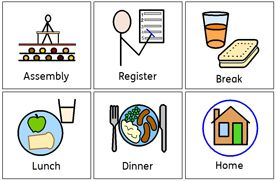 Assembly
Register
Break
Lunch
Dinner
Home